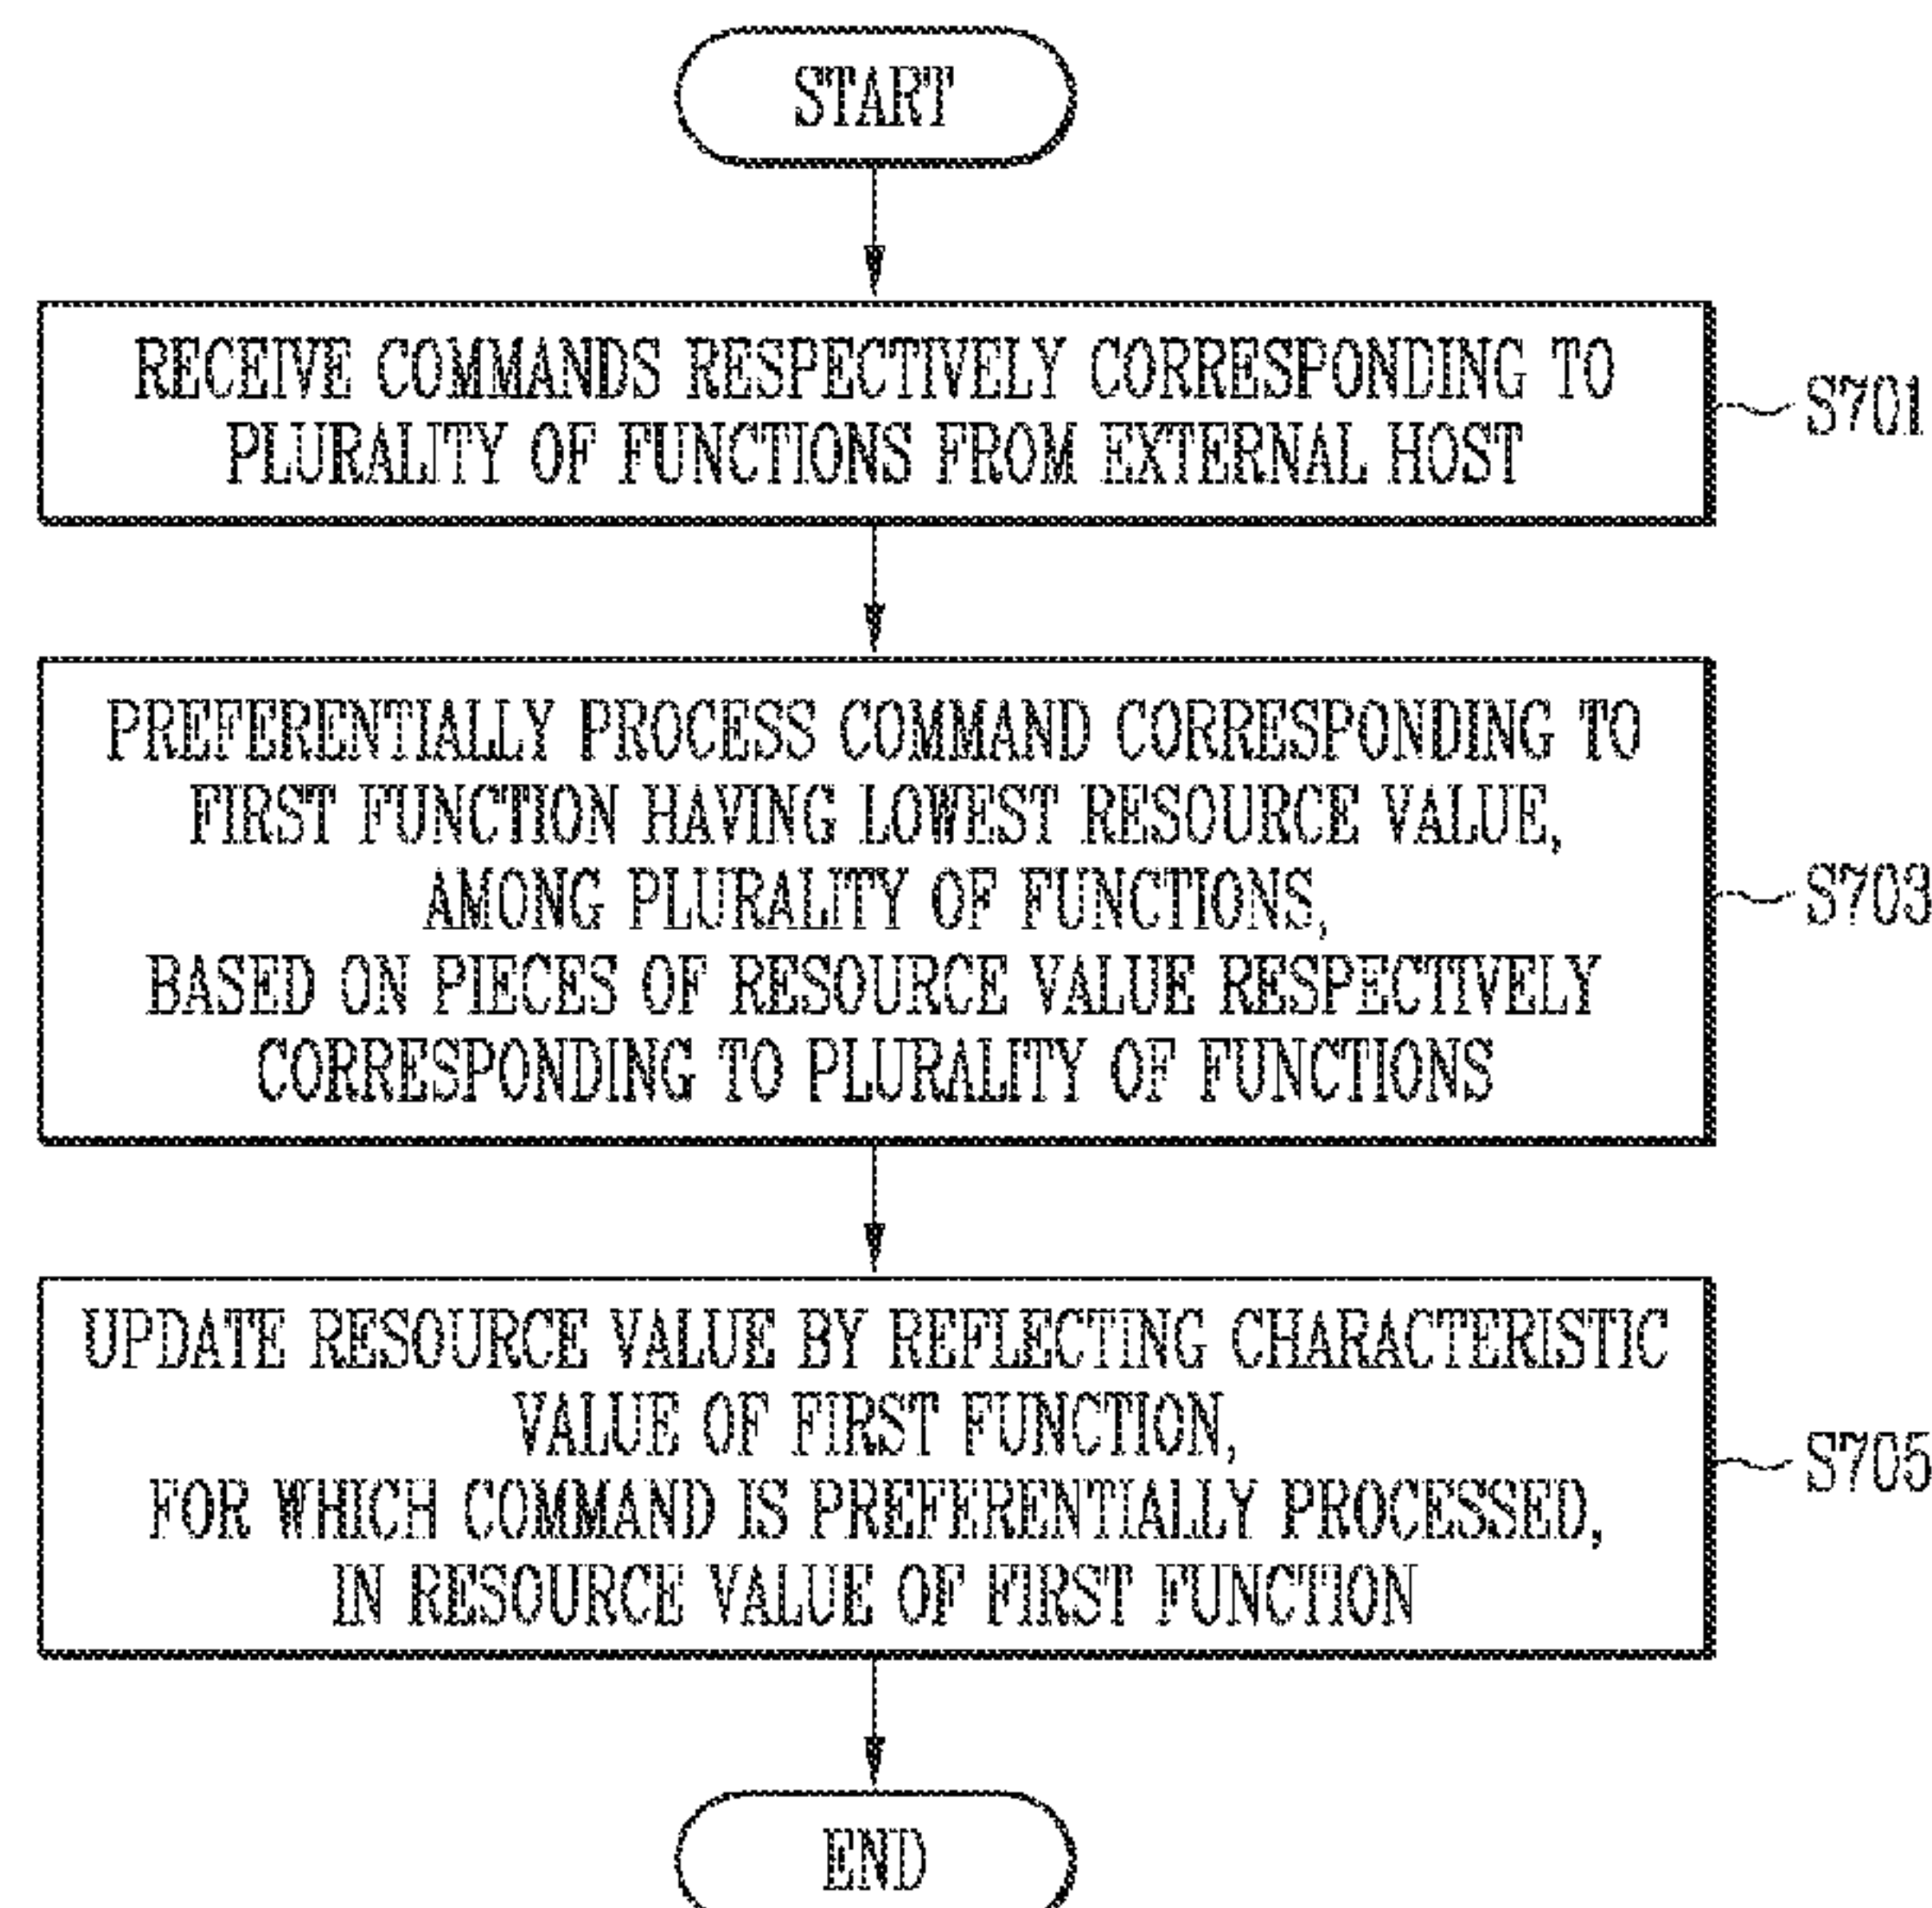 START
RECEIVE COMMANDS RESPECTIVELY CORRESPONDING TO
PLURALITY OF FUNCTIONS FROM EXTERNAL HOST
S701
PREFERENTIALLY PROCESS COMMAND CORRESPONDING TO
FIRST FUNCTION HAVING LOWEST RESOURCE VALUE,
AMONG PLURALITY OF FUNCTIONS,
BASED ON PIECES OF RESOURCE VALUE RESPECTIVELY
CORRESPONDING TO PLURALITY OF FUNCTIONS
S703
UPDATE RESOURCE VALUE BY REFLECTING CHARACTERISTIC
VALUE OF FIRST FUNCTION,
FOR WHICH COMMAND IS PREFERENTIALLY PROCESSED,
IN RESOURCE VALUE OF FIRST FUNCTION
S705
END